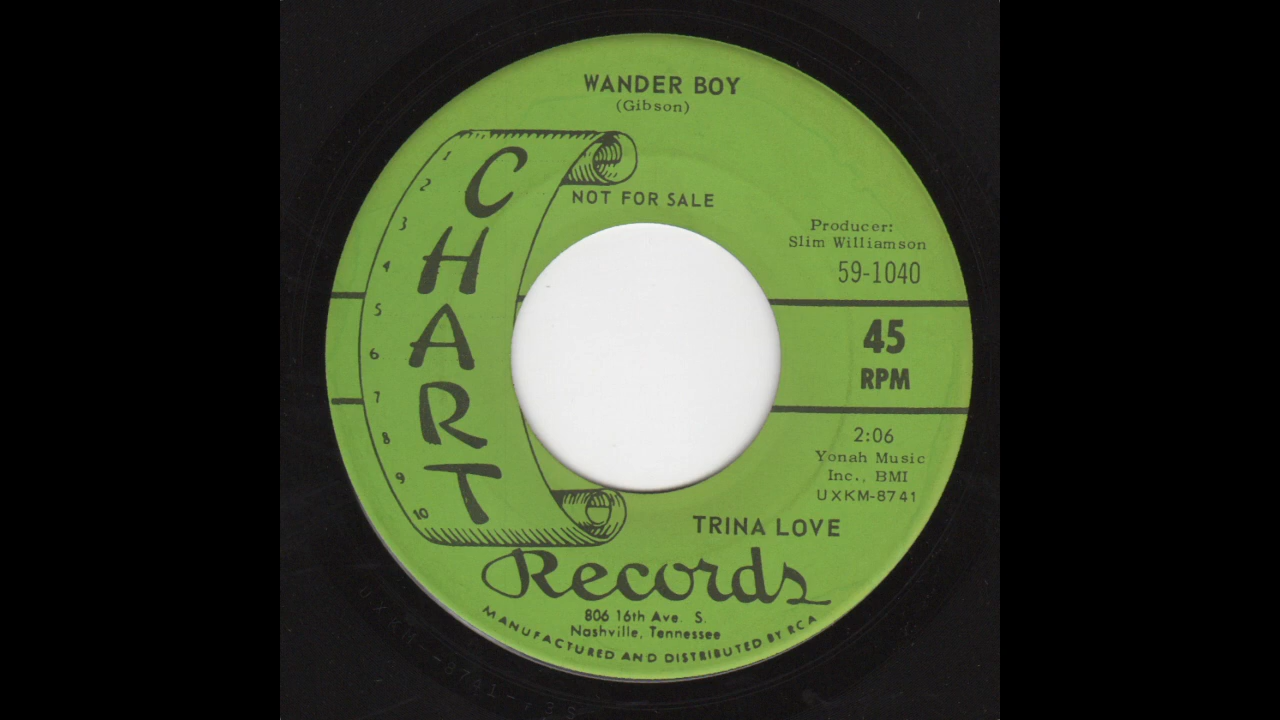 WANDER BOY
(Gibson)
NOT FOR SALE
CHART
1
2
3
4
5
6
7
8
9
10
Producer:
Slim Williamson
59-1040
45
RPM
2:06
Yonah Music
Inc., BMI
UXKM-8741
TRINA LOVE
Records
806 16th Ave. S.
Nashville, Tennessee
MANUFACTURED AND DISTRIBUTED BY RCA